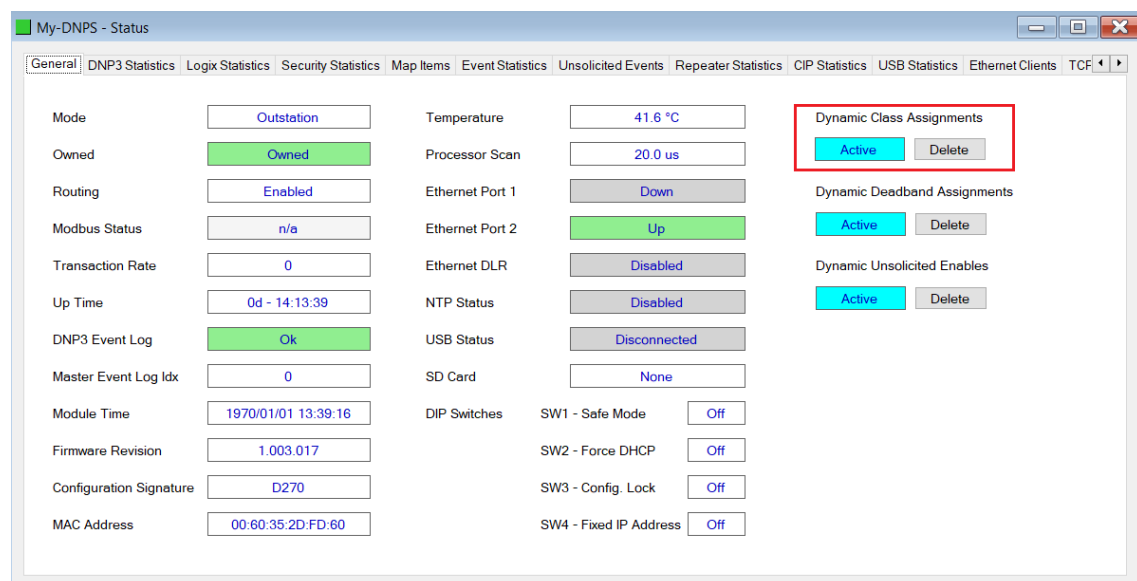 My-DNPS - Status
General DNP3 Statistics Logix Statistics Security Statistics Map Items Event Statistics Unsolicited Events Repeater Statistics CIP Statistics USB Statistics Ethernet Clients TCF
Mode Outstation Temperature 41.6 °C Dynamic Class Assignments
Owned Owned Processor Scan 20.0 us Active Delete
Routing Enabled Ethernet Port 1 Down Dynamic Deadband Assignments
Modbus Status n/a Ethernet Port 2 Up Active Delete
Transaction Rate 0 Ethernet DLR Disabled Dynamic Unsolicited Enables
Up Time 0d - 14:13:39 NTP Status Disabled Active Delete
DNP3 Event Log Ok USB Status Disconnected
Master Event Log Idx 0 SD Card None
Module Time 1970/01/01 13:39:16 DIP Switches SW1 - Safe Mode Off
Firmware Revision 1.003.017 SW2 - Force DHCP Off
Configuration Signature D270 SW3 - Config. Lock Off
MAC Address 00:60:35:2D:FD:60 SW4 - Fixed IP Address Off